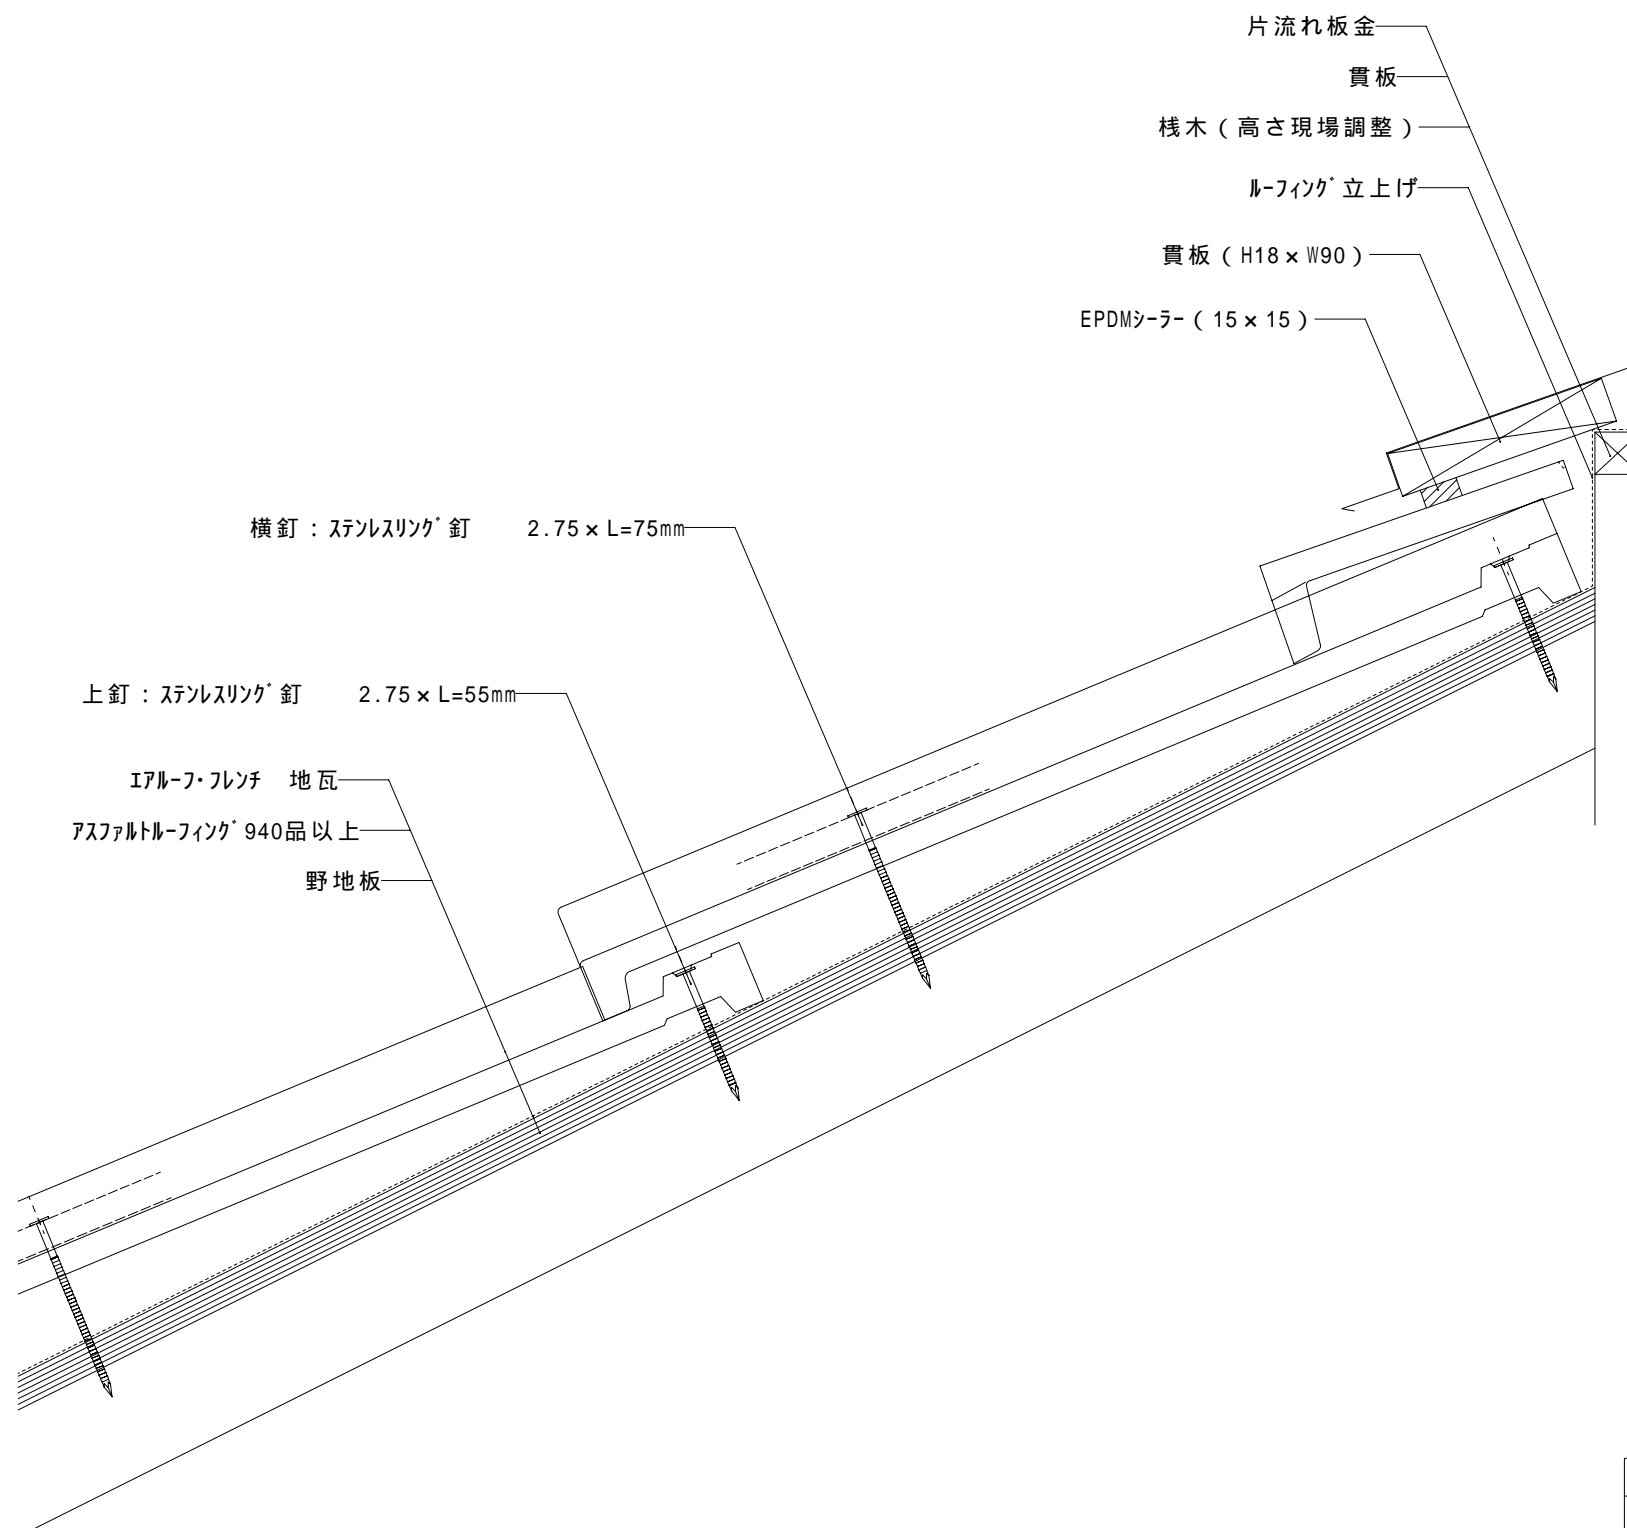 片流れ板金
貫板
桟木（高さ現場調整）
ﾙｰﾌｨﾝｸﾞ立上げ
貫板（H18×W90）
EPDMｼｰﾗｰ（15×15）
横釘：ｽﾃﾝﾚｽﾘﾝｸﾞ釘　2.75×L=75mm
上釘：ｽﾃﾝﾚｽﾘﾝｸﾞ釘　2.75×L=55mm
ｴｱﾙｰﾌ･ﾌﾚﾝﾁ　地瓦
ｱｽﾌｧﾙﾄﾙｰﾌｨﾝｸﾞ940品以上
野地板